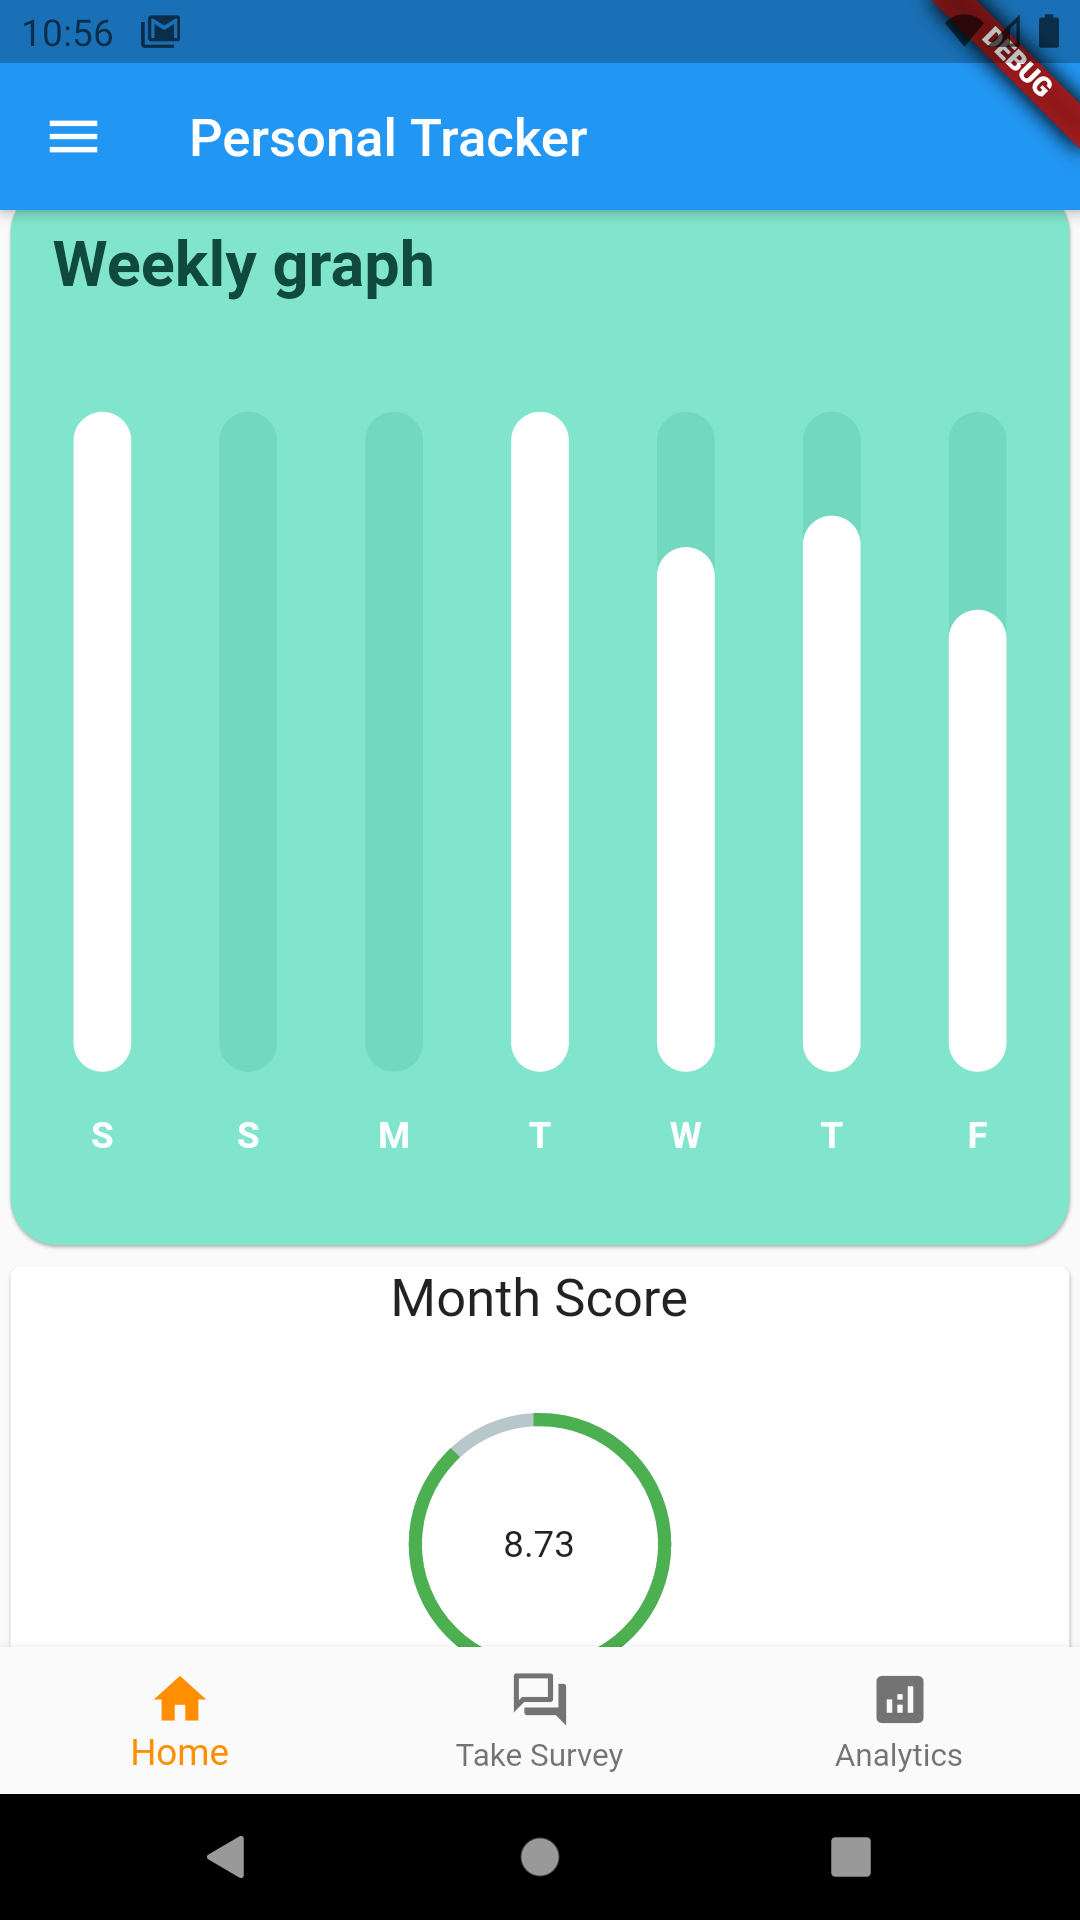 10:56
DEBUG
Personal Tracker
Weekly graph
S S M T W T F
Month Score
8.73
Home Take Survey Analytics